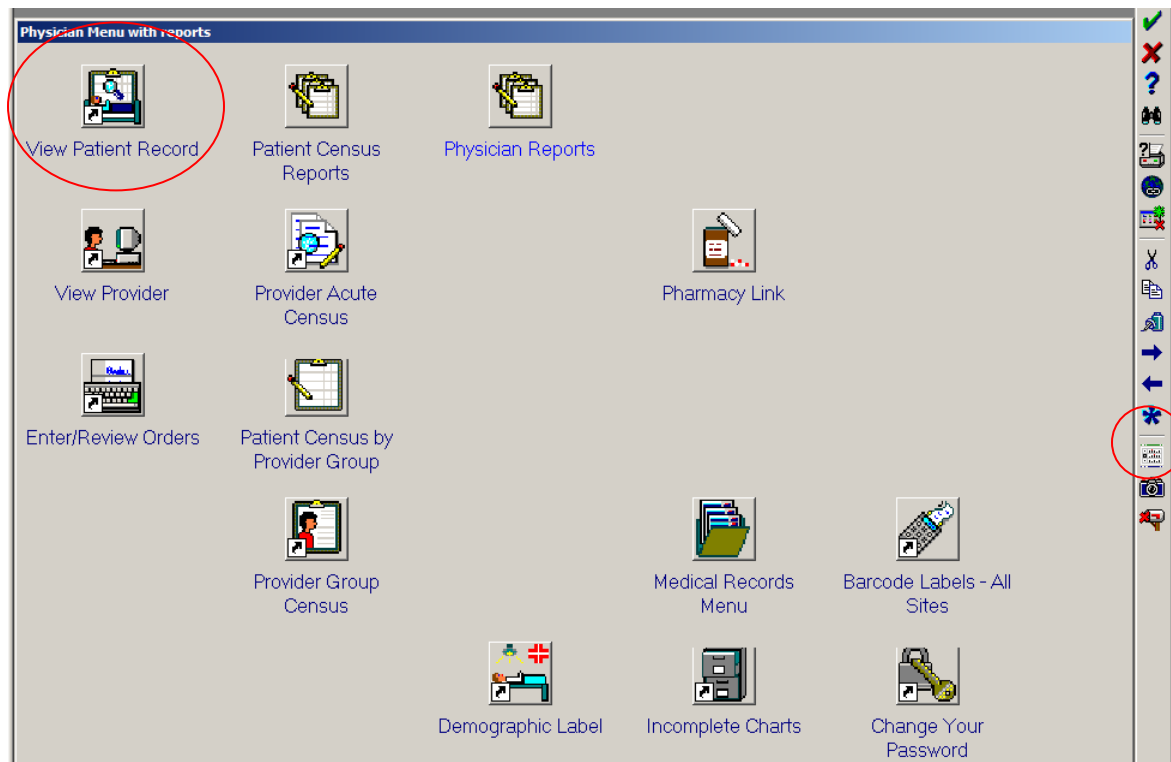 Physician Menu with reports
View Patient Record
Patient Census
Reports
Physician Reports
View Provider
Provider Acute
Census
Pharmacy Link
Enter/Review Orders
Patient Census by
Provider Group
Provider Group
Census
Medical Records
Menu
Barcode Labels - All
Sites
Demographic Label
Incomplete Charts
Change Your
Password